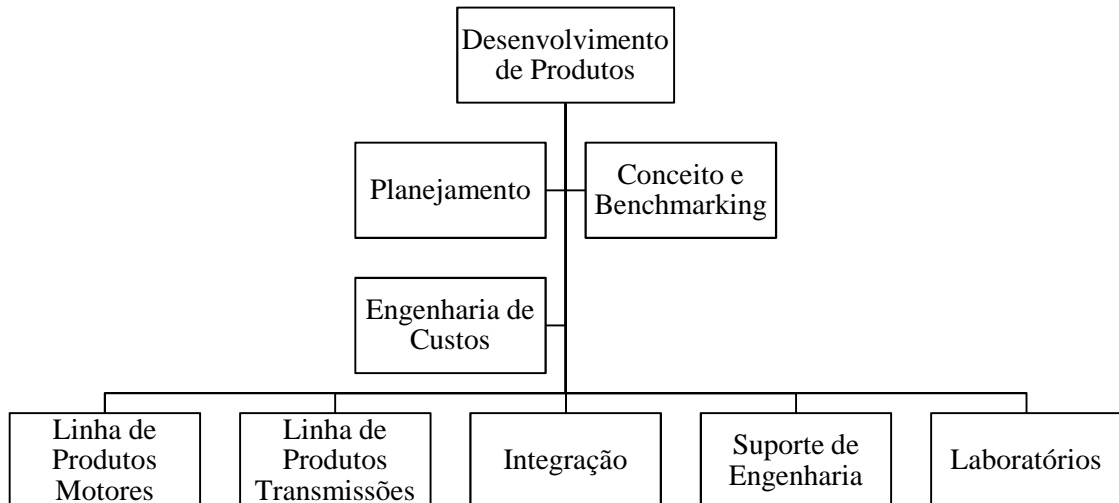 Desenvolvimento
de Produtos
Planejamento
Conceito e
Benchmarking
Engenharia de
Custos
Linha de
Produtos
Motores
Linha de
Produtos
Transmissões
Integração
Suporte de
Engenharia
Laboratórios